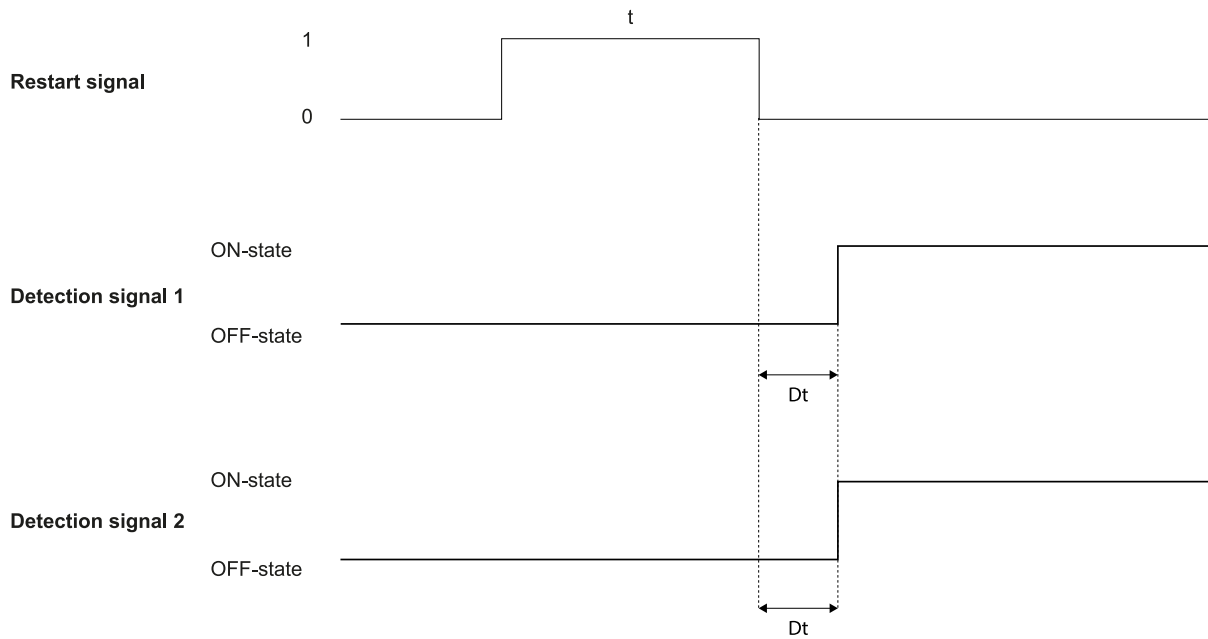 t
1
Restart signal
0
ON-state
Detection signal 1
OFF-state
Dt
ON-state
Detection signal 2
OFF-state
Dt